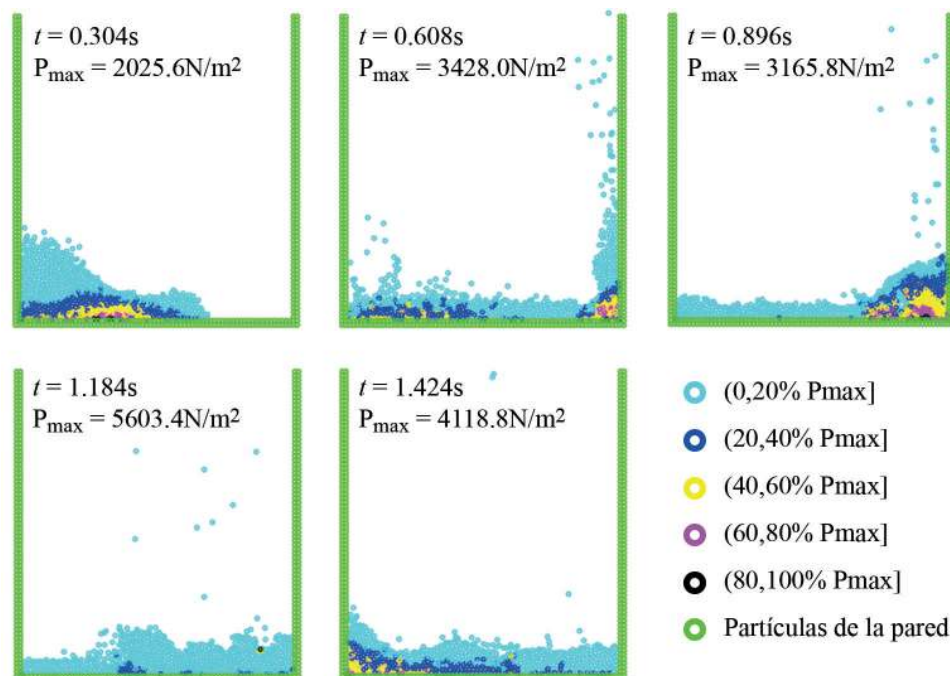 t = 0.304s
Pmax = 2025.6N/m²
t = 0.608s
Pmax = 3428.0N/m²
t = 0.896s
Pmax = 3165.8N/m²
t = 1.184s
Pmax = 5603.4N/m²
t = 1.424s
Pmax = 4118.8N/m²
(0,20% Pmax]
(20,40% Pmax]
(40,60% Pmax]
(60,80% Pmax]
(80,100% Pmax]
Partículas de la pared